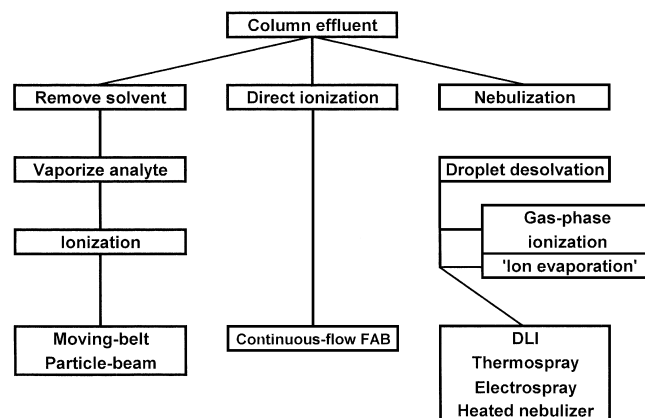 Column effluent
Remove solvent
Direct ionization
Nebulization
Vaporize analyte
Droplet desolvation
Ionization
Gas-phase
ionization
'Ion evaporation'
Moving-belt
Particle-beam
Continuous-flow FAB
DLI
Thermospray
Electrospray
Heated nebulizer